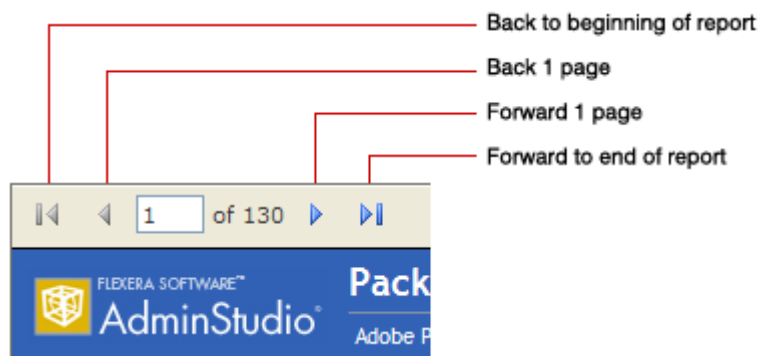 Back to beginning of report
Back 1 page
Forward 1 page
Forward to end of report
1 of 130
FLEXERA SOFTWARE™
AdminStudio®
Pack
Adobe P